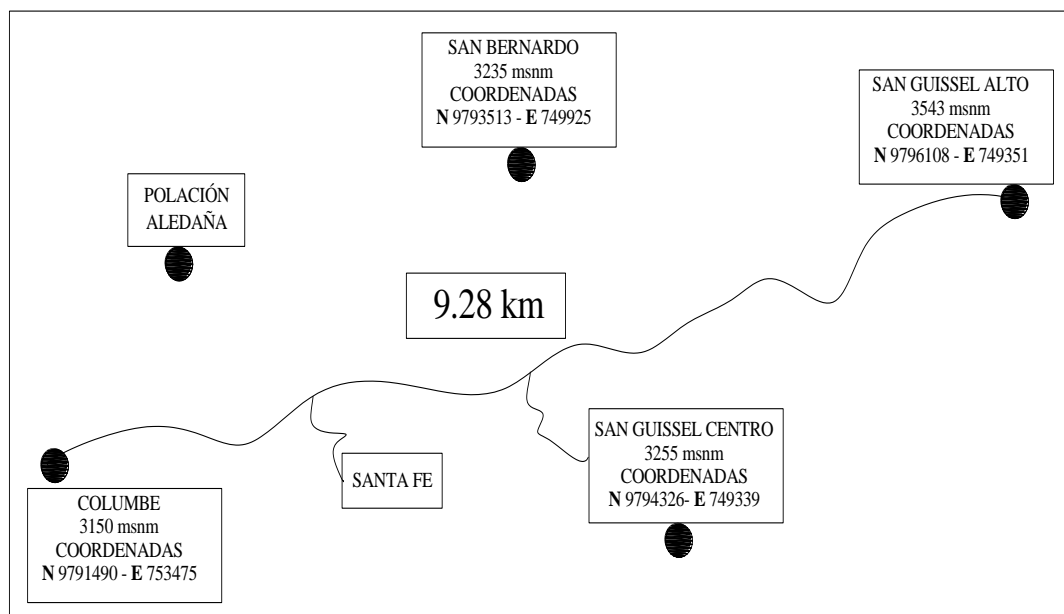 SAN BERNARDO
3235 msnm
COORDENADAS
N 9793513 - E 749925
SAN GUISSEL ALTO
3543 msnm
COORDENADAS
N 9796108 - E 749351
POLACIÓN
ALEDAÑA
9.28 km
SAN GUISSEL CENTRO
3255 msnm
COORDENADAS
N 9794326- E 749339
SANTA FE
COLUMBE
3150 msnm
COORDENADAS
N 9791490 - E 753475